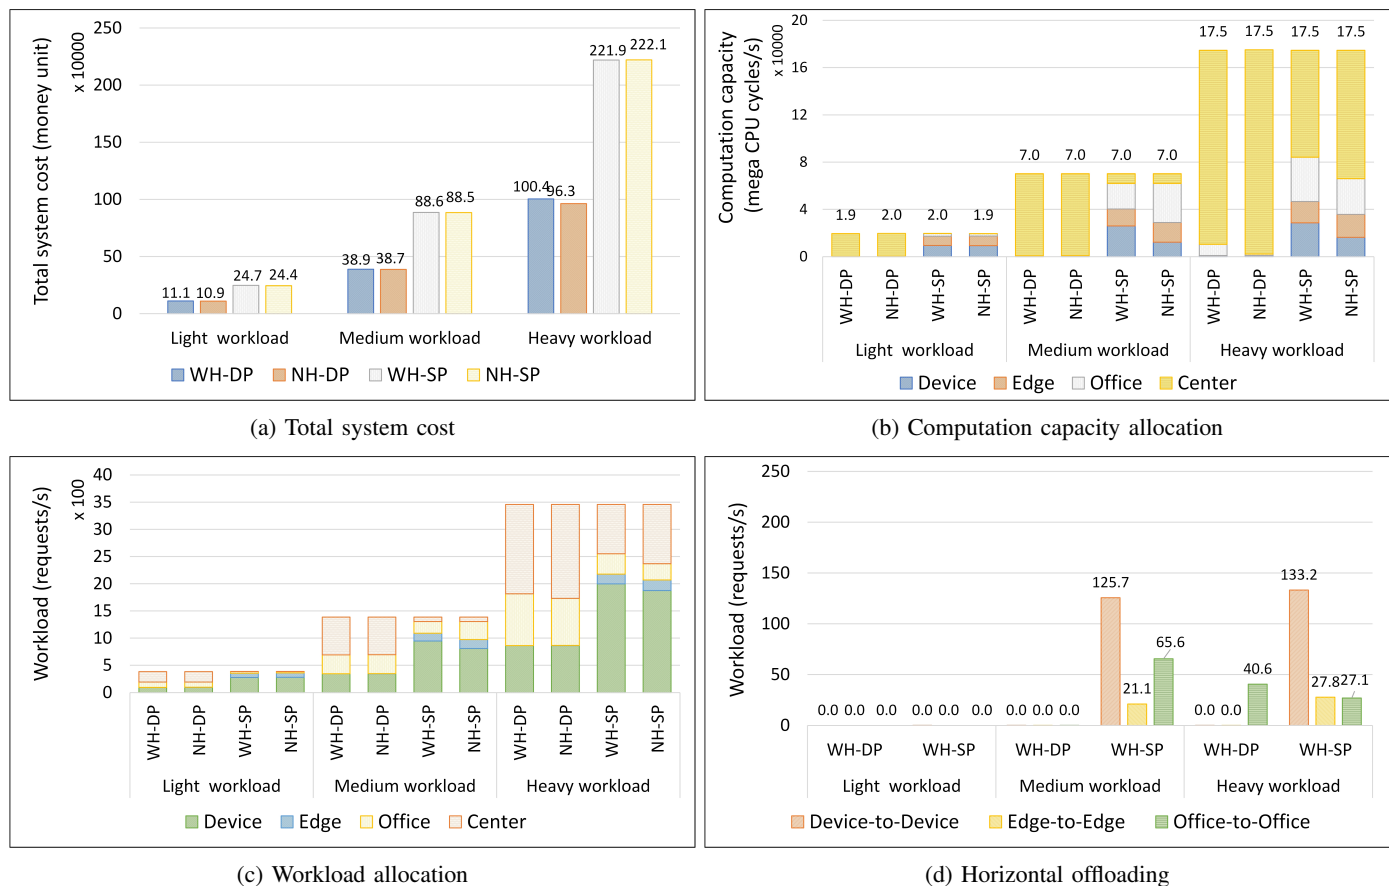 Total system cost (money unit)
x 10000
250
200
150
100
50
0
11.1 10.9 24.7 24.4
38.9 38.7 88.6 88.5
100.4 96.3 221.9 222.1
Light workload Medium workload Heavy workload
WH-DP NH-DP WH-SP NH-SP
(a) Total system cost
Computation capacity
(mega CPU cycles/s)
x 10000
20
16
12
8
4
0
1.9 2.0 2.0 1.9
7.0 7.0 7.0 7.0
17.5 17.5 17.5 17.5
WH-DP NH-DP WH-SP NH-SP WH-DP NH-DP WH-SP NH-SP WH-DP NH-DP WH-SP NH-SP
Light workload Medium workload Heavy workload
Device Edge Office Center
(b) Computation capacity allocation
Workload (requests/s)
x 100
40
35
30
25
20
15
10
5
0
WH-DP NH-DP WH-SP NH-SP WH-DP NH-DP WH-SP NH-SP WH-DP NH-DP WH-SP NH-SP
Light workload Medium workload Heavy workload
Device Edge Office Center
(c) Workload allocation
Workload (requests/s)
250
200
150
100
50
0
0.0 0.0 0.0 0.0 0.0 0.0
0.0 0.0 0.0 125.7 21.1 65.6
0.0 0.0 40.6 133.2 27.8 27.1
WH-DP WH-SP WH-DP WH-SP WH-DP WH-SP
Light workload Medium workload Heavy workload
Device-to-Device Edge-to-Edge Office-to-Office
(d) Horizontal offloading